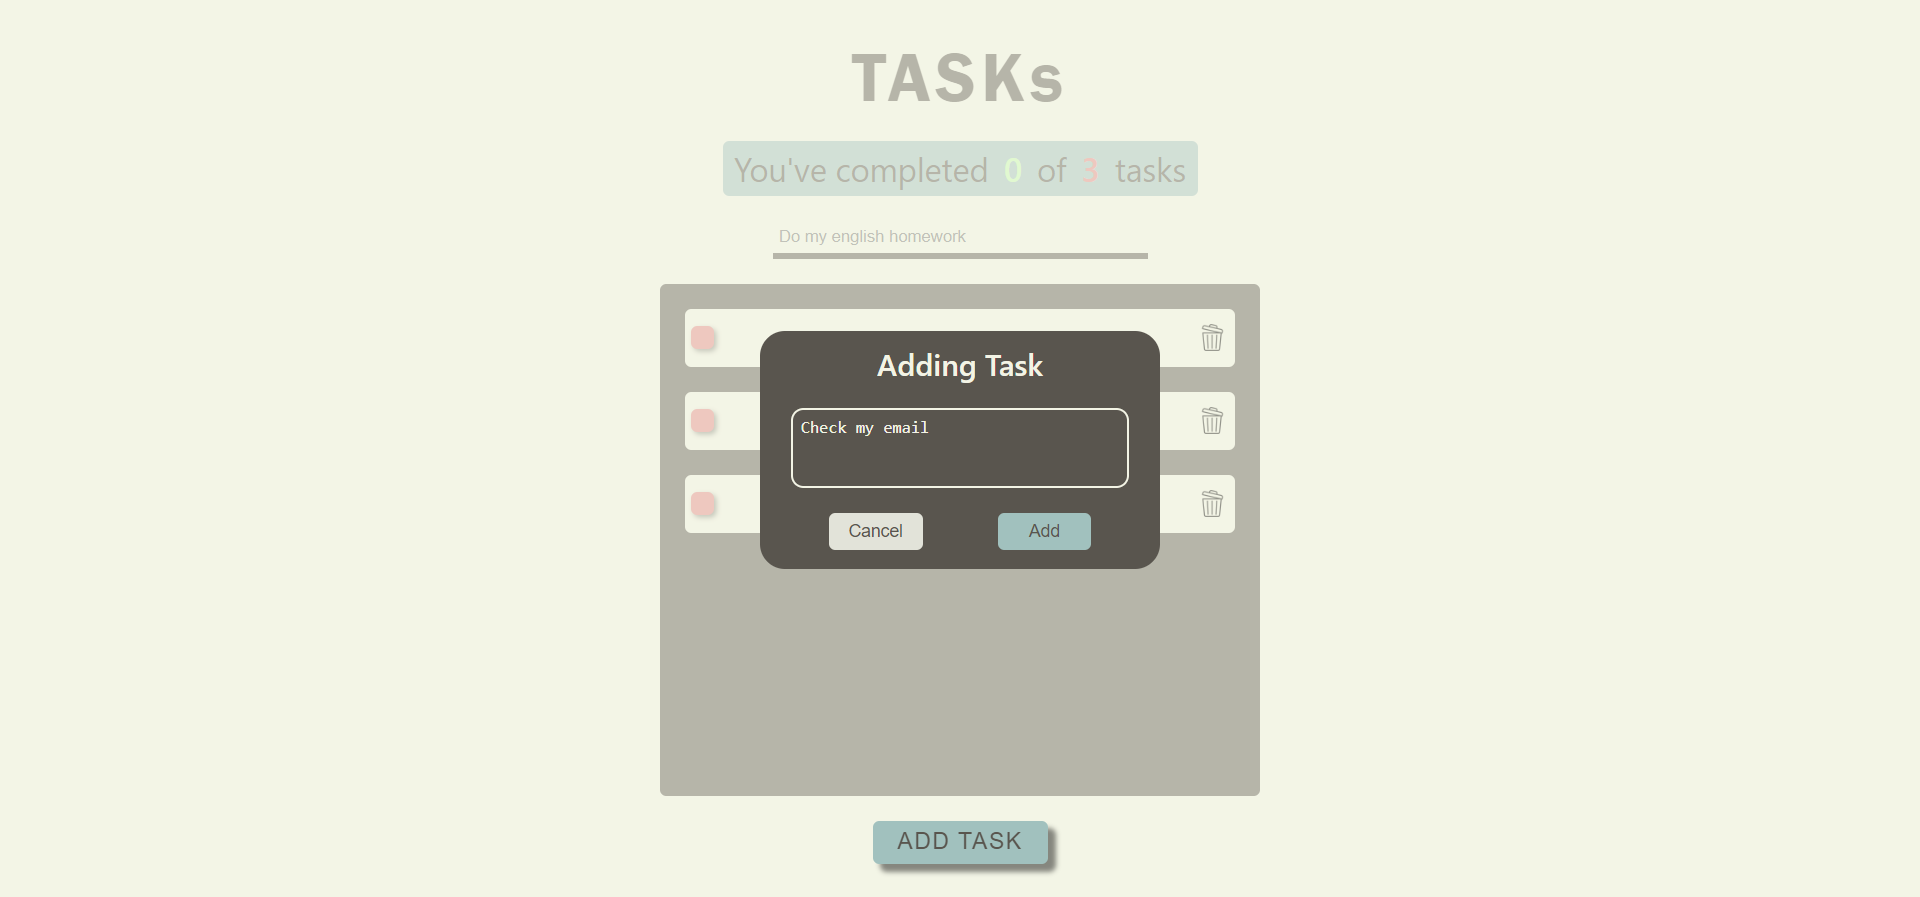 TASKs
You've completed 0 of 3 tasks
Do my english homework
Adding Task
Check my email
Cancel Add
ADD TASK